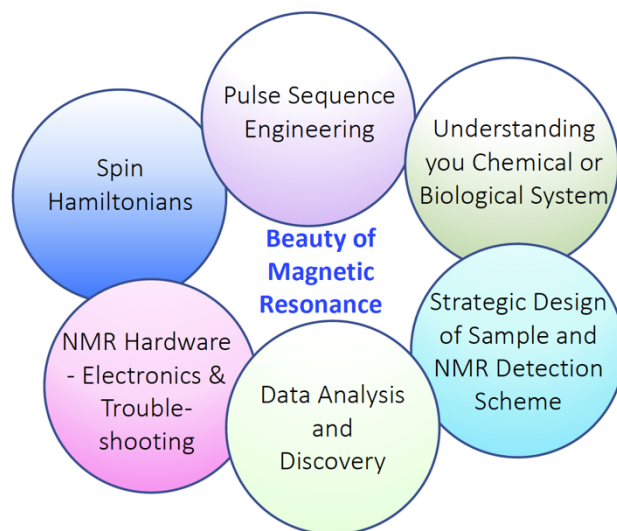 Pulse Sequence
Engineering
Understanding
you Chemical or
Biological System
Spin
Hamiltonians
Beauty of
Magnetic
Resonance
Strategic Design
of Sample and
NMR Detection
Scheme
NMR Hardware
- Electronics &
Trouble-
shooting
Data Analysis
and
Discovery